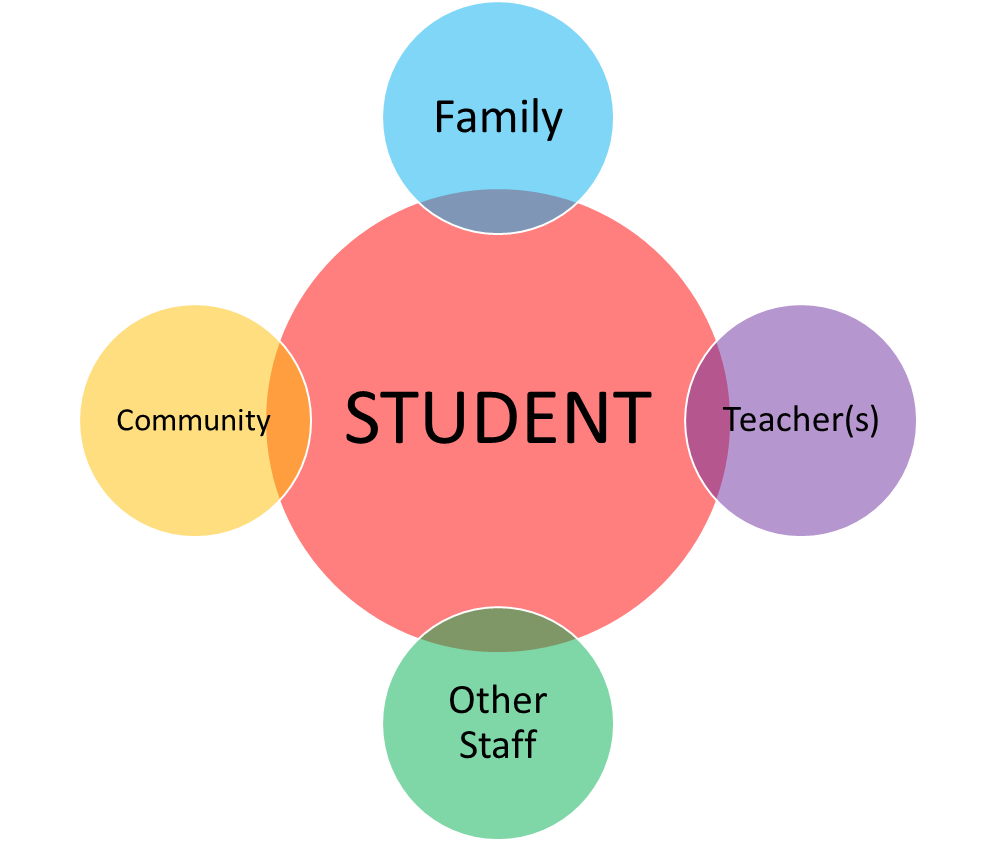 Family
Community
STUDENT
Teacher(s)
Other
Staff